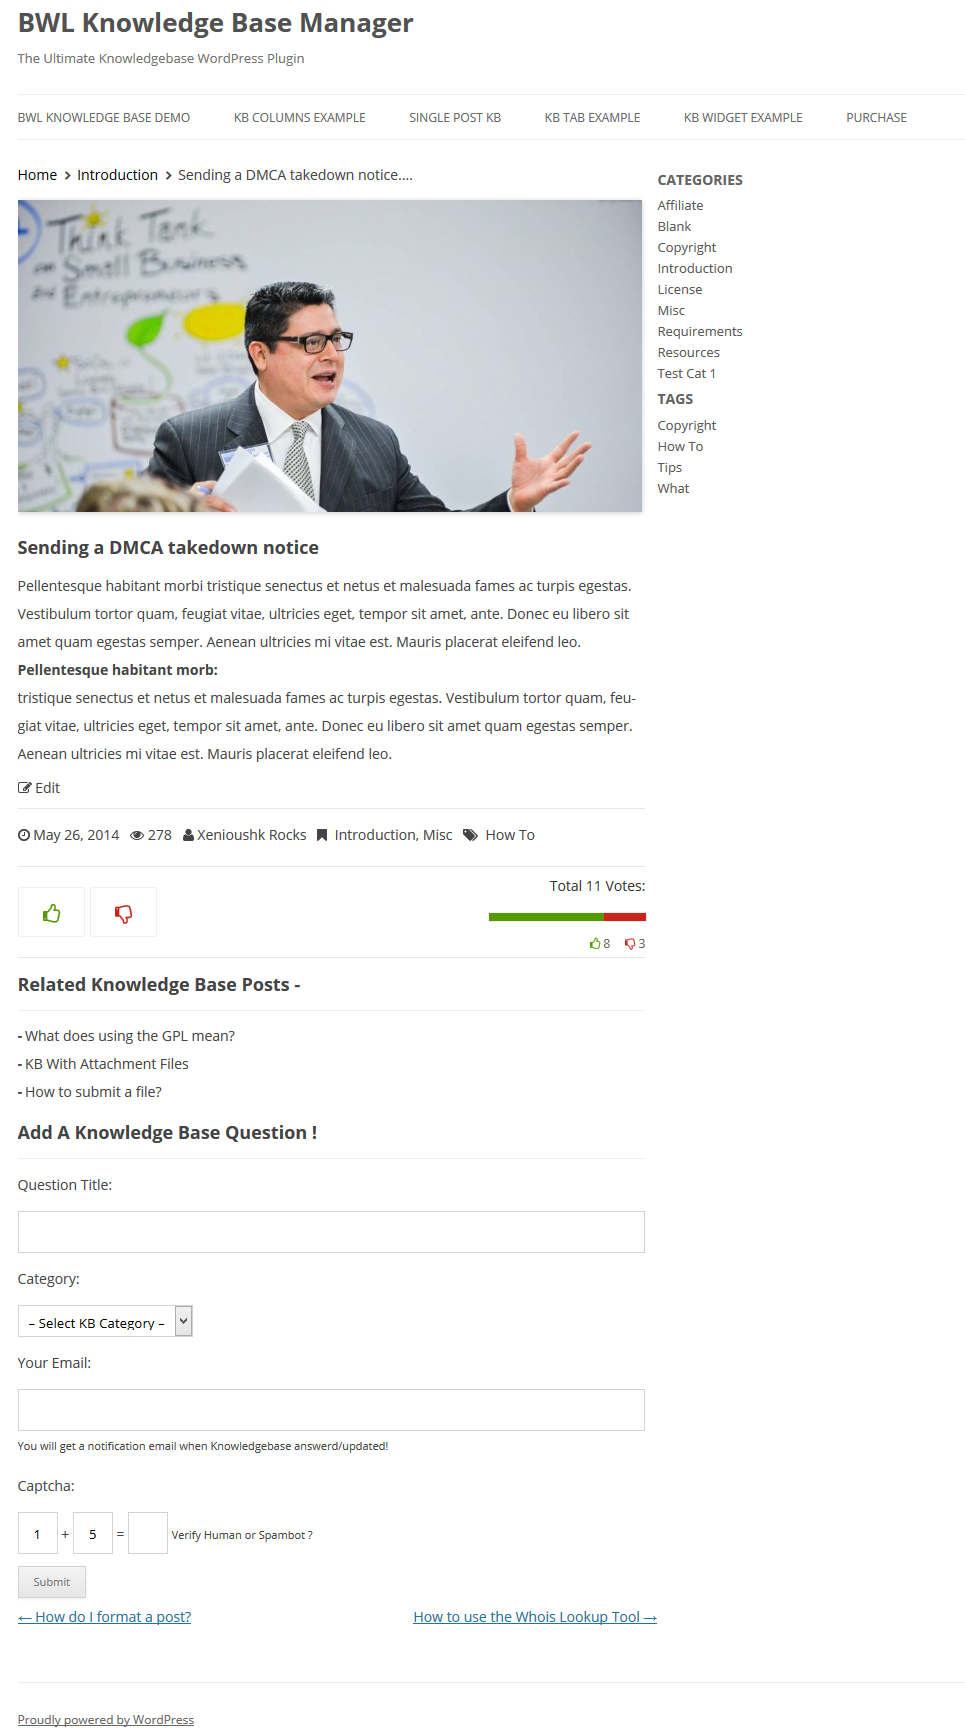 BWL Knowledge Base Manager
The Ultimate Knowledgebase WordPress Plugin
BWL KNOWLEDGE BASE DEMO KB COLUMNS EXAMPLE SINGLE POST KB KB TAB EXAMPLE KB WIDGET EXAMPLE PURCHASE
Home > Introduction > Sending a DMCA takedown notice....
Think Tank
on Small Business
and Entrepreneurs
Sending a DMCA takedown notice
Pellentesque habitant morbi tristique senectus et netus et malesuada fames ac turpis egestas.
Vestibulum tortor quam, feugiat vitae, ultricies eget, tempor sit amet, ante. Donec eu libero sit
amet quam egestas semper. Aenean ultricies mi vitae est. Mauris placerat eleifend leo.
Pellentesque habitant morb:
tristique senectus et netus et malesuada fames ac turpis egestas. Vestibulum tortor quam, feu-
giat vitae, ultricies eget, tempor sit amet, ante. Donec eu libero sit amet quam egestas semper.
Aenean ultricies mi vitae est. Mauris placerat eleifend leo.
Edit
May 26, 2014 278 Xenioushk Rocks Introduction, Misc How To
Total 11 Votes:
8 3
Related Knowledge Base Posts -
- What does using the GPL mean?
- KB With Attachment Files
- How to submit a file?
Add A Knowledge Base Question !
Question Title:
Category:
– Select KB Category –
Your Email:
You will get a notification email when Knowledgebase answerd/updated!
Captcha:
1 + 5 = Verify Human or Spambot ?
Submit
← How do I format a post? How to use the Whois Lookup Tool →
CATEGORIES
Affiliate
Blank
Copyright
Introduction
License
Misc
Requirements
Resources
Test Cat 1
TAGS
Copyright
How To
Tips
What
Proudly powered by WordPress